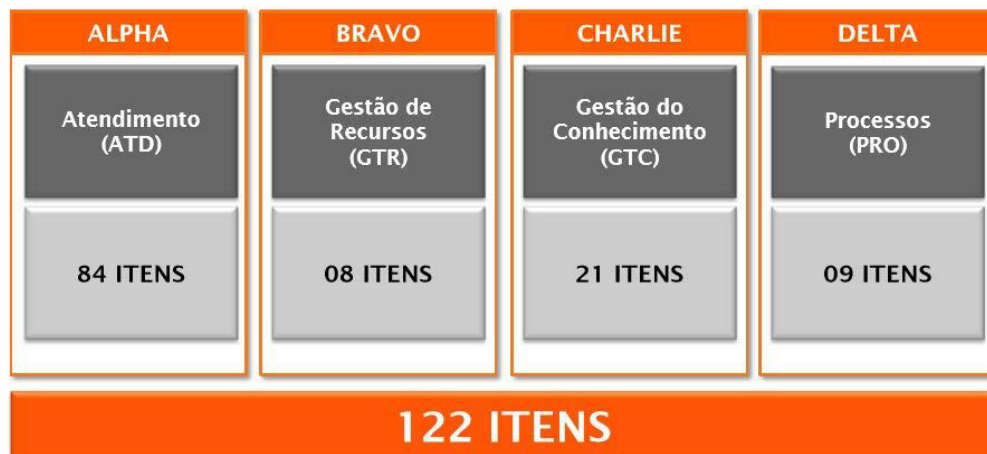 ALPHA
Atendimento
(ATD)
84 ITENS
BRAVO
Gestão de
Recursos
(GTR)
08 ITENS
CHARLIE
Gestão do
Conhecimento
(GTC)
21 ITENS
DELTA
Processos
(PRO)
09 ITENS
122 ITENS